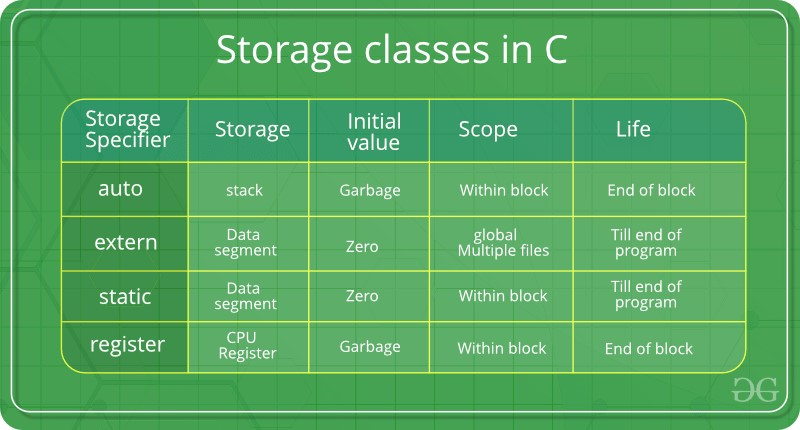 Storage classes in C
Storage
Specifier
Storage
Initial
value
Scope
Life
auto
stack
Garbage
Within block
End of block
extern
Data
segment
Zero
global
Multiple files
Till end of
program
static
Data
segment
Zero
Within block
Till end of
program
register
CPU
Register
Garbage
Within block
End of block
GG